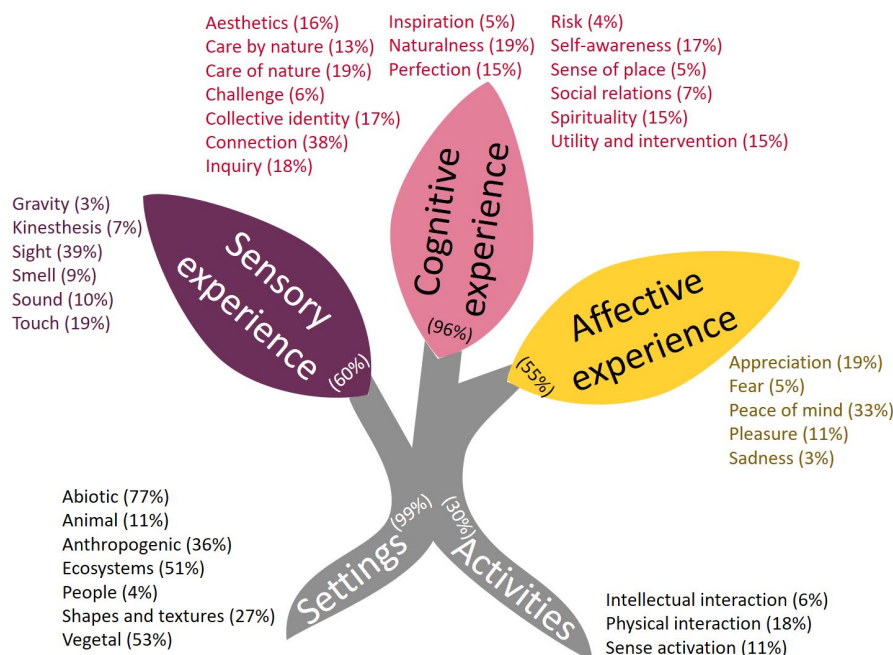 Aesthetics (16%)
Care by nature (13%)
Care of nature (19%)
Challenge (6%)
Collective identity (17%)
Connection (38%)
Inquiry (18%)
Inspiration (5%)
Naturalness (19%)
Perfection (15%)
Risk (4%)
Self-awareness (17%)
Sense of place (5%)
Social relations (7%)
Spirituality (15%)
Utility and intervention (15%)
Gravity (3%)
Kinesthesis (7%)
Sight (39%)
Smell (9%)
Sound (10%)
Touch (19%)
Sensory
experience
(60%)
Cognitive
experience
(96%)
Affective
experience
(55%)
Appreciation (19%)
Fear (5%)
Peace of mind (33%)
Pleasure (11%)
Sadness (3%)
Abiotic (77%)
Animal (11%)
Anthropogenic (36%)
Ecosystems (51%)
People (4%)
Shapes and textures (27%)
Vegetal (53%)
Settings
(99%)
Activities
(30%)
Intellectual interaction (6%)
Physical interaction (18%)
Sense activation (11%)